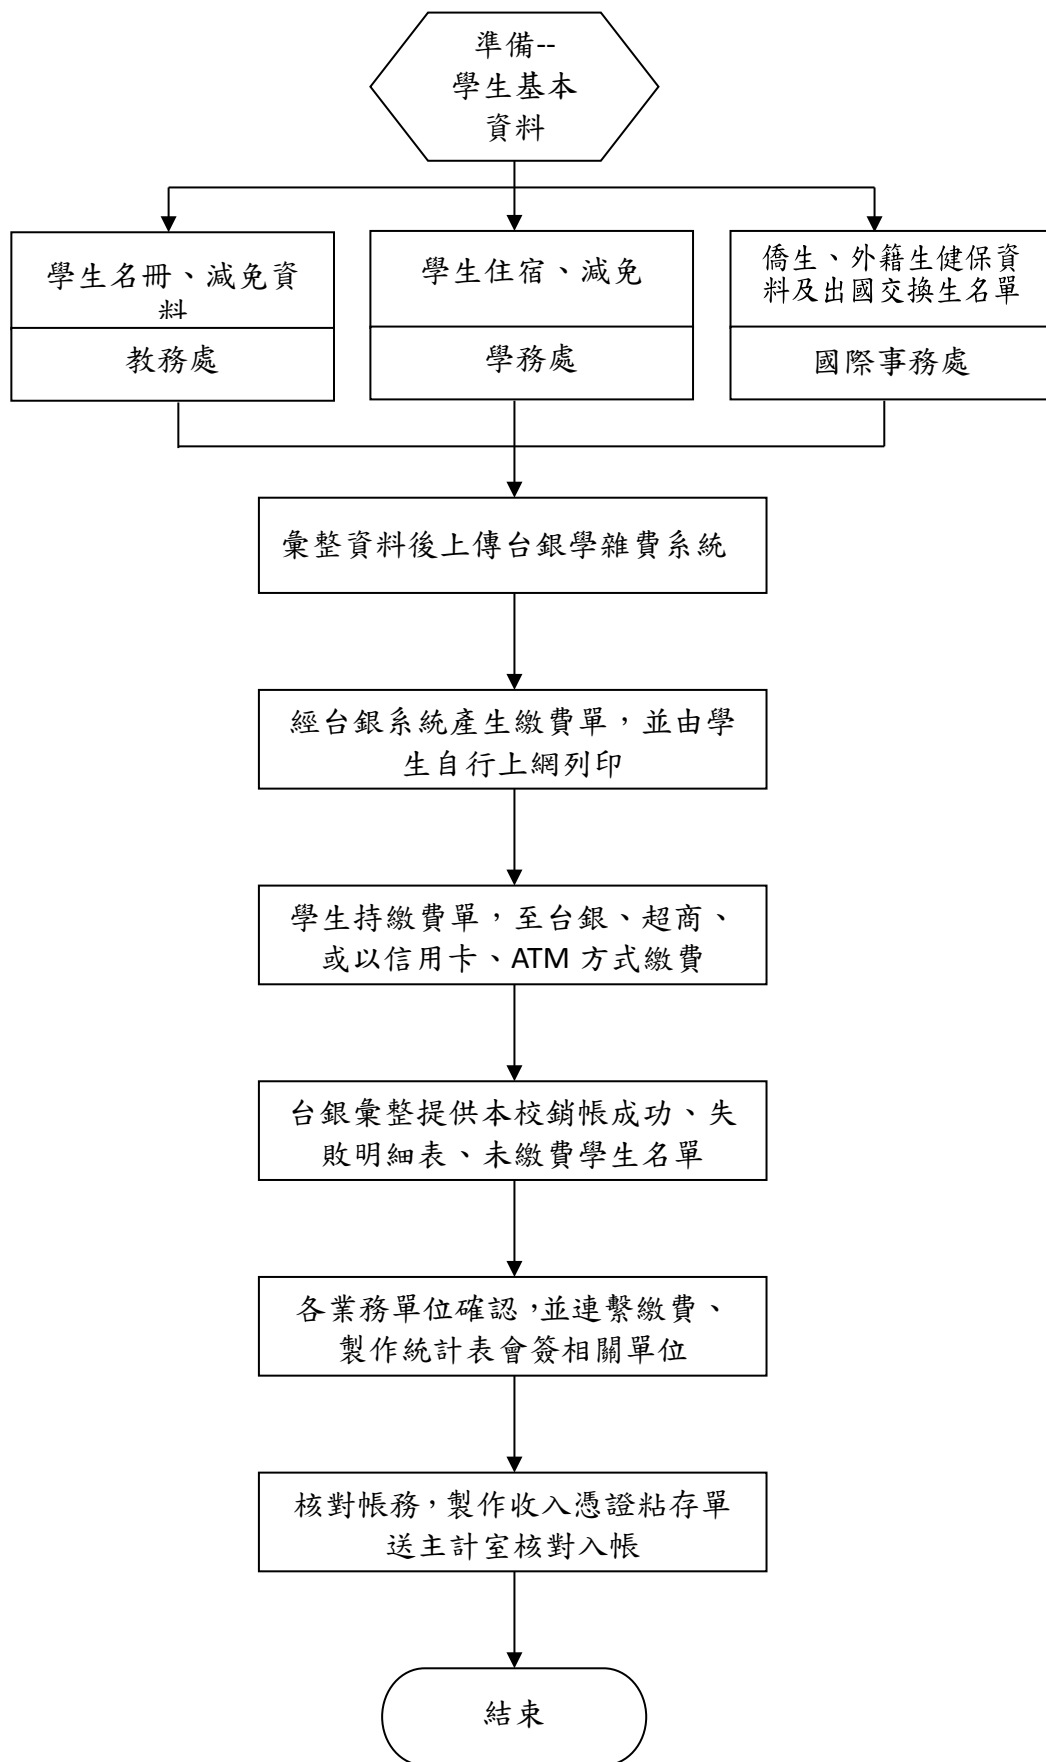 準備--
學生基本
資料
學生名冊、減免資
料
教務處
學生住宿、減免
學務處
僑生、外籍生健保資
料及出國交換生名單
國際事務處
彙整資料後上傳台銀學雜費系統
經台銀系統產生繳費單，並由學
生自行上網列印
學生持繳費單，至台銀、超商、
或以信用卡、ATM 方式繳費
台銀彙整提供本校銷帳成功、失
敗明細表、未繳費學生名單
各業務單位確認，並連繫繳費、
製作統計表會簽相關單位
核對帳務，製作收入憑證粘存單
送主計室核對入帳
結束